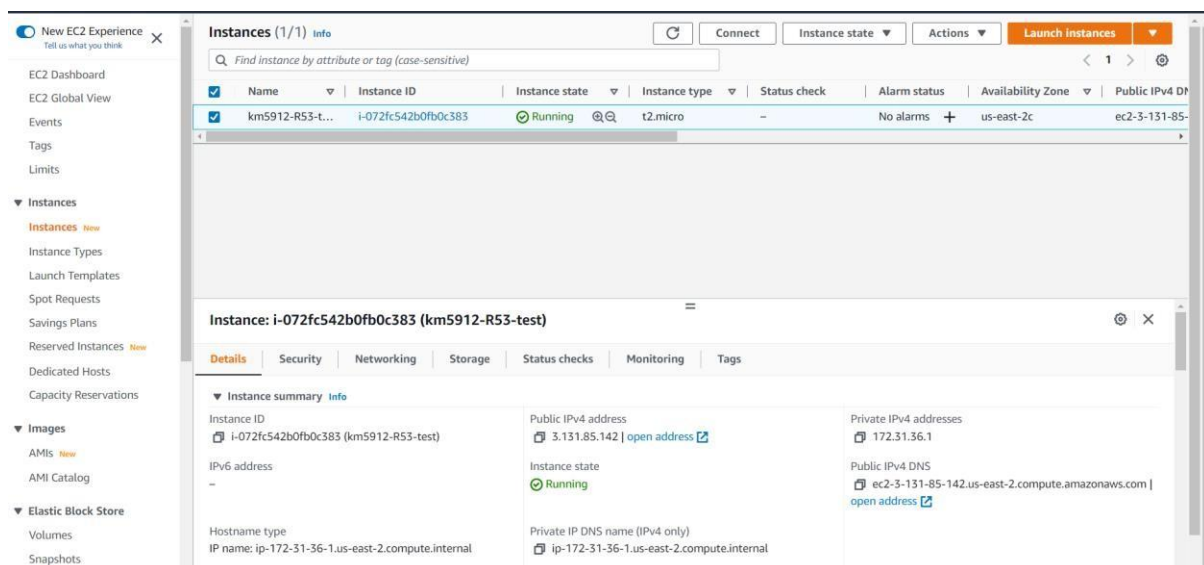 New EC2 Experience
Tell us what you think
EC2 Dashboard
EC2 Global View
Events
Tags
Limits
Instances
Instances New
Instance Types
Launch Templates
Spot Requests
Savings Plans
Reserved Instances New
Dedicated Hosts
Capacity Reservations
Images
AMIs New
AMI Catalog
Elastic Block Store
Volumes
Snapshots
Instances (1/1) Info
Connect Instance state Actions Launch instances
Find instance by attribute or tag (case-sensitive)
1
Name Instance ID Instance state Instance type Status check Alarm status Availability Zone Public IPv4 DN
km5912-R53-t... i-072fc542b0fb0c383 Running t2.micro – No alarms + us-east-2c ec2-3-131-85-
Instance: i-072fc542b0fb0c383 (km5912-R53-test)
Details Security Networking Storage Status checks Monitoring Tags
Instance summary Info
Instance ID Public IPv4 address Private IPv4 addresses
i-072fc542b0fb0c383 (km5912-R53-test) 3.131.85.142 | open address 172.31.36.1
IPv6 address Instance state Public IPv4 DNS
– Running ec2-3-131-85-142.us-east-2.compute.amazonaws.com |
open address
Hostname type Private IP DNS name (IPv4 only)
IP name: ip-172-31-36-1.us-east-2.compute.internal ip-172-31-36-1.us-east-2.compute.internal